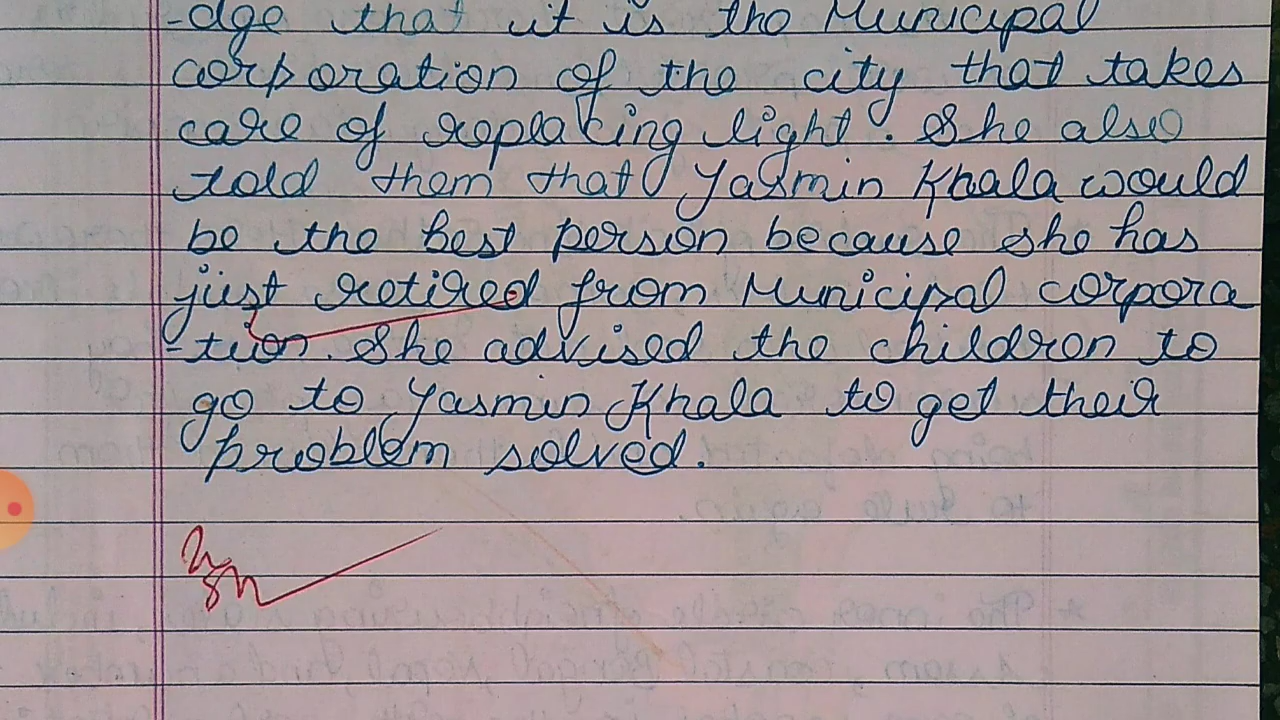 -dge that it is the Municipal
corporation of the city that takes
care of replaking light. She also
told them that Yasmin Khala would
be the best person because she has
just retired from Municipal corpora
-tion. She advised the children to
go to Yasmin Khala to get their
problem solved.